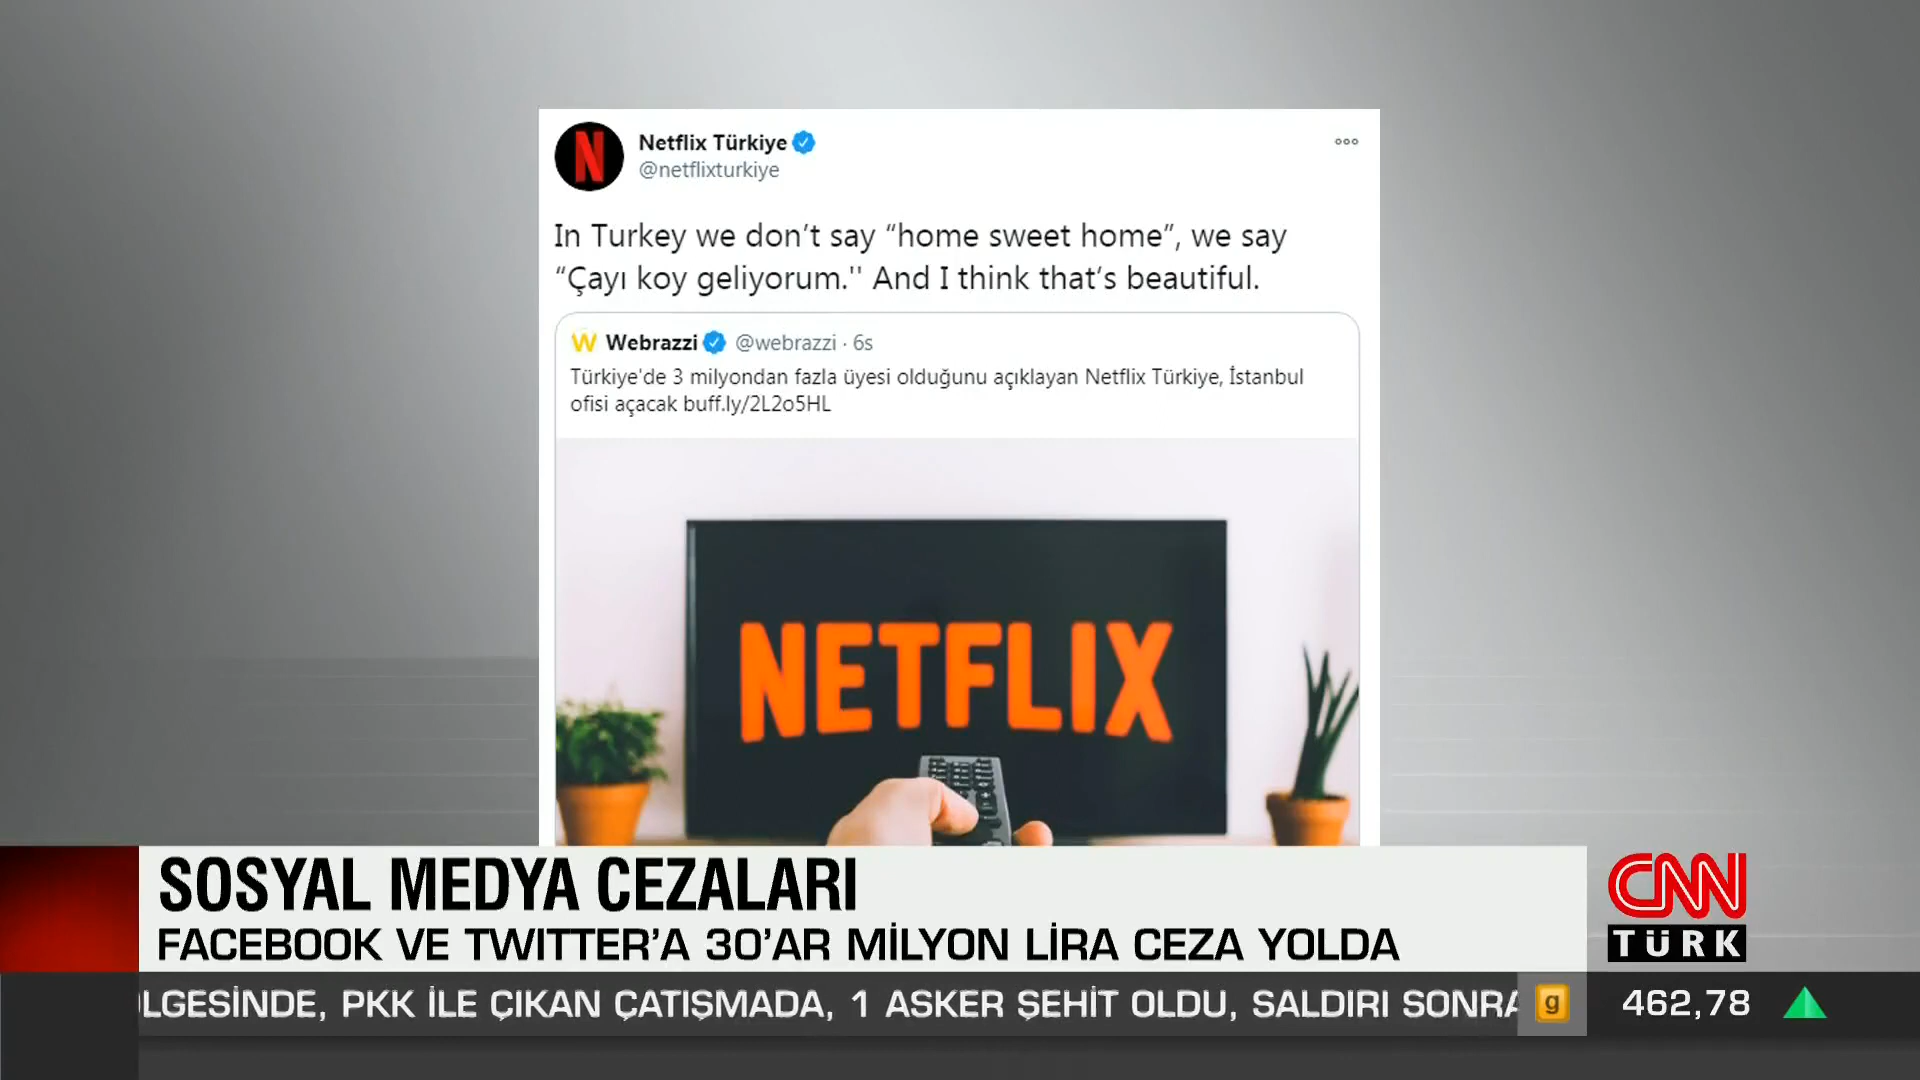 Netflix Türkiye
@netflixturkiye
In Turkey we don't say “home sweet home”, we say
“Çayı koy geliyorum.'' And I think that's beautiful.
W Webrazzi @webrazzi · 6s
Türkiye'de 3 milyondan fazla üyesi olduğunu açıklayan Netflix Türkiye, İstanbul
ofisi açacak buff.ly/2L2o5HL
NETFLIX
SOSYAL MEDYA CEZALARI
FACEBOOK VE TWITTER'A 30'AR MİLYON LİRA CEZA YOLDA
CNN
TÜRK
LGESİNDE, PKK İLE ÇIKAN ÇATIŞMADA, 1 ASKER ŞEHİT OLDU, SALDIRI SONRA
g 462,78